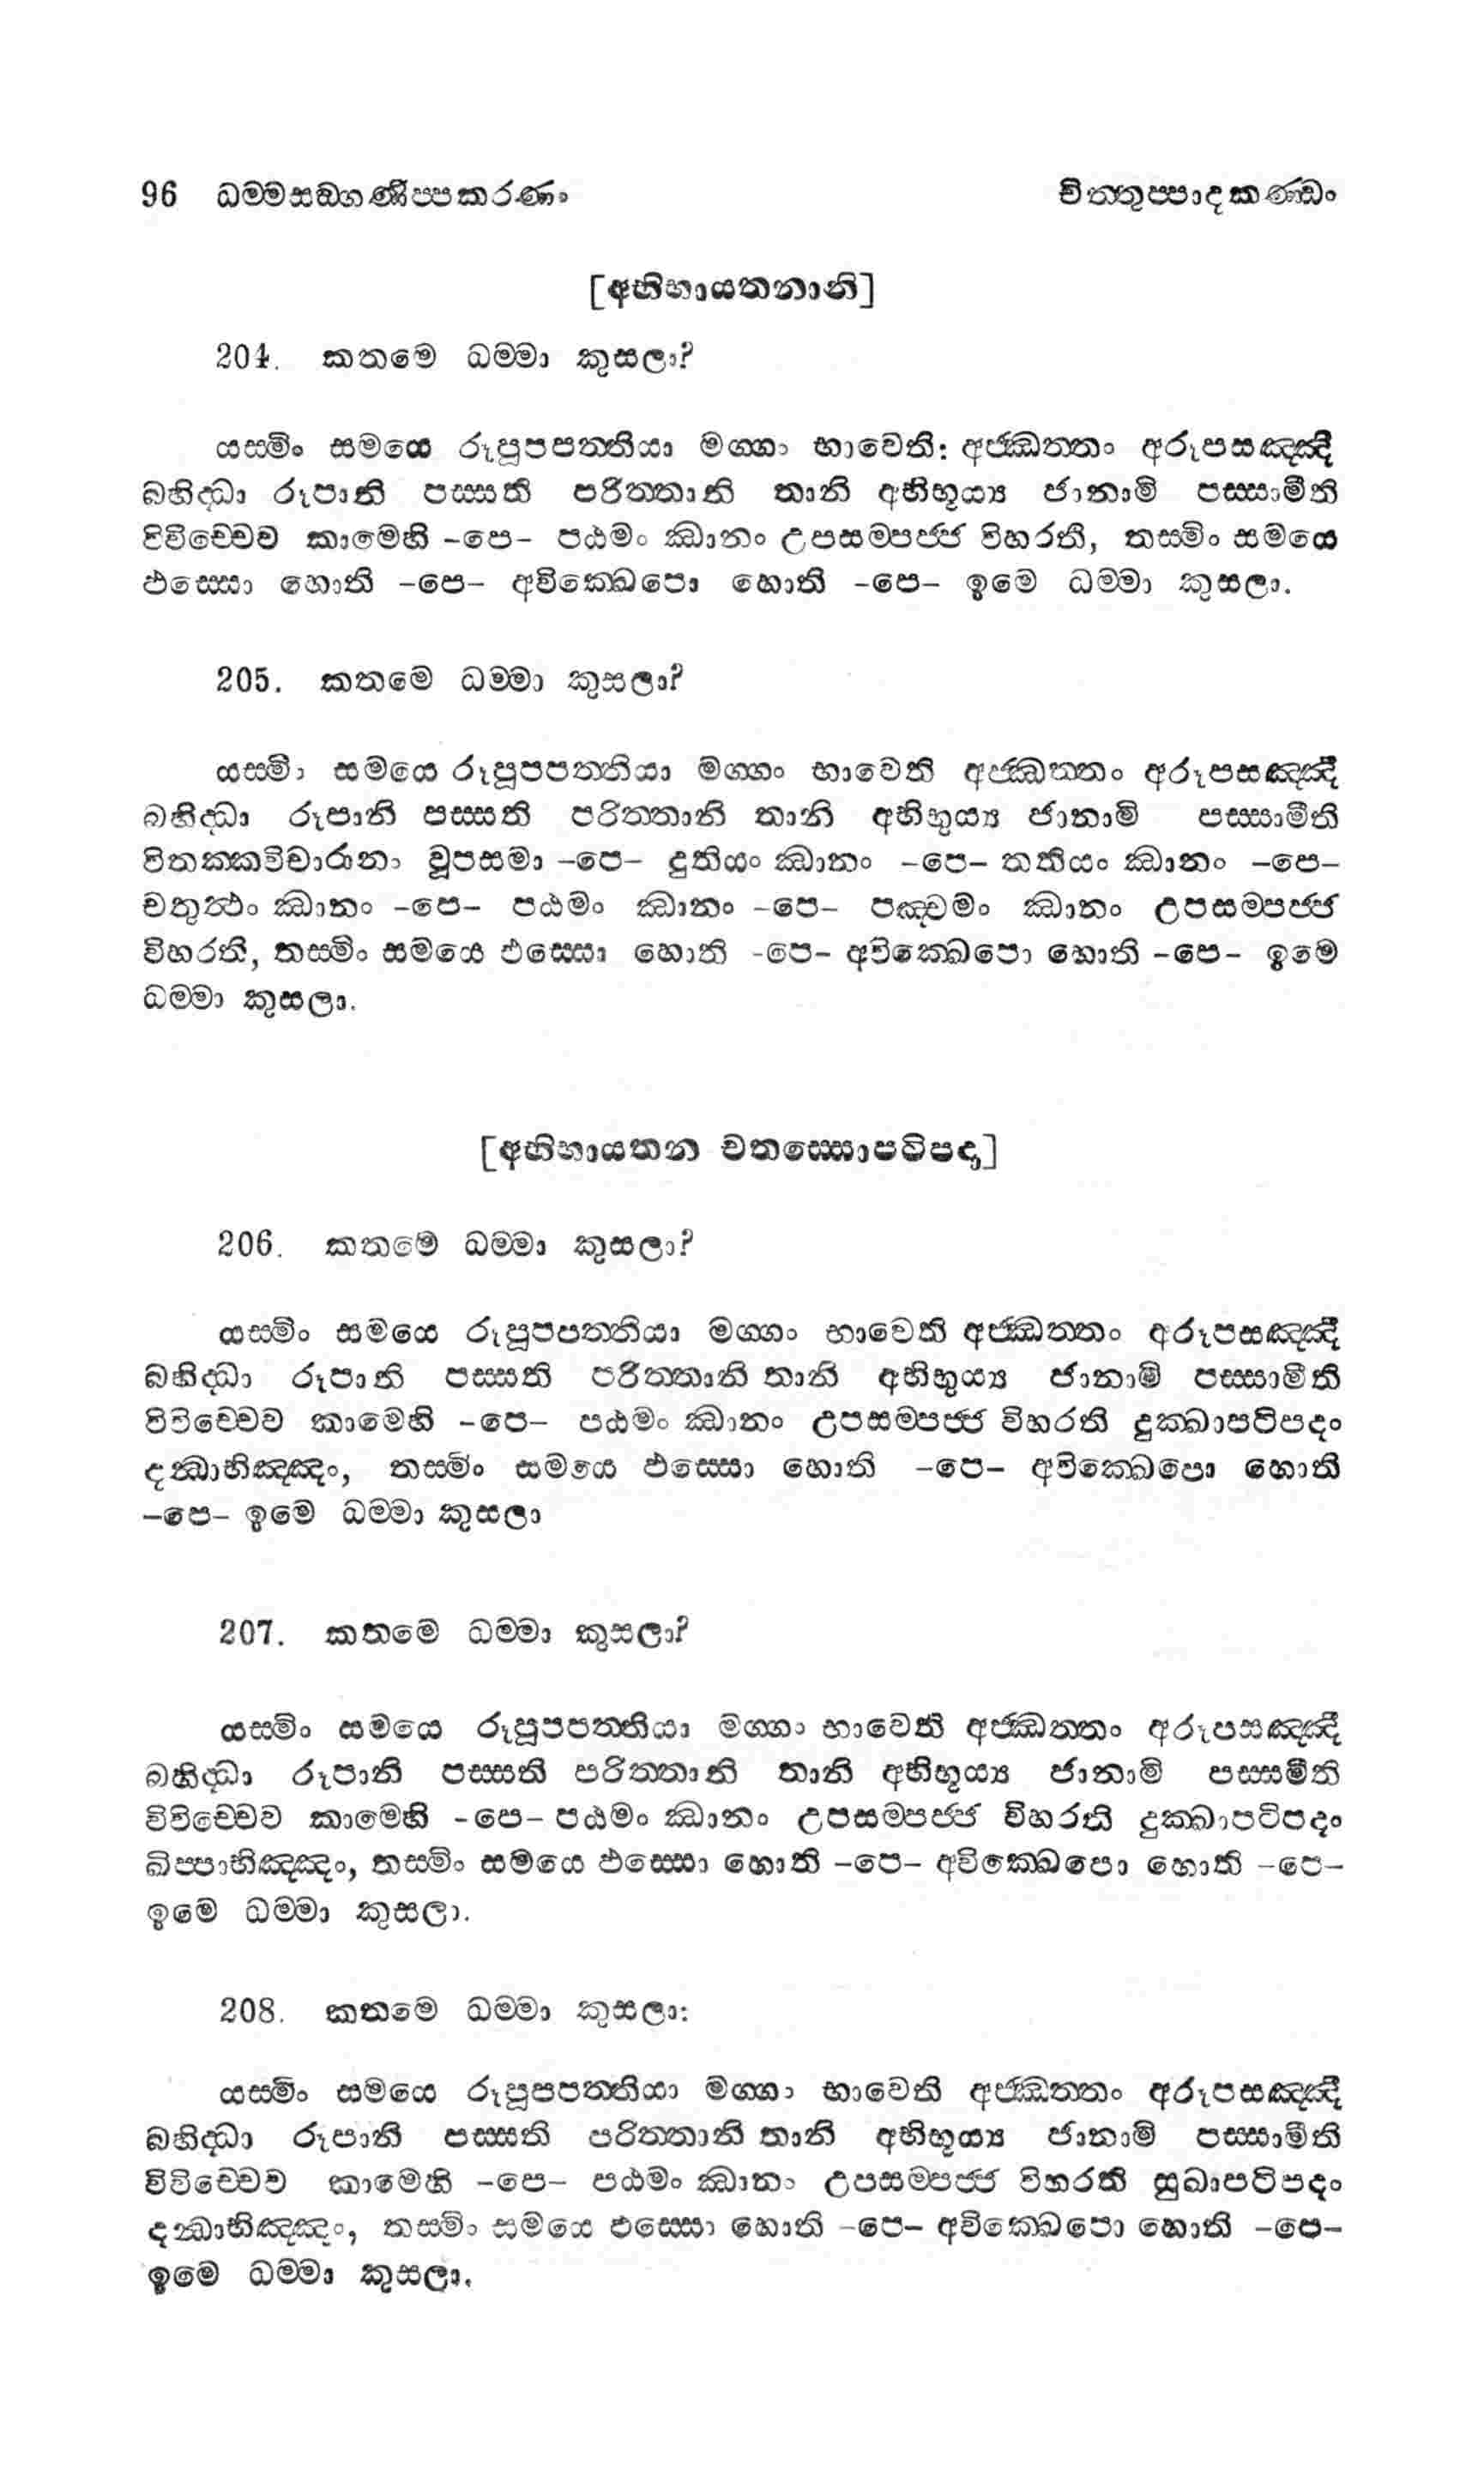 96 ධම්මසඞ්ගණිප්පකරණං චිත්තුප්පාදකණ්ඩං
[අභිභායතනානි]
204. කතමෙ ධම්මා කුසලා?
යස්මිං සමයෙ රූපූපපත්තියා මග්ගං භාවෙති: අජ්ඣත්තං අරූපසඤ්ඤී
බහිද්ධා රූපානි පස්සති පරිත්තානි තානි අභිභූය්‍ය ජානාමි පස්සාමීති
විවිච්චේව කාමෙහි -පෙ- පඨමං ඣානං උපසම්පජ්ජ විහරති, තස්මිං සමයෙ
ඵස්සො හොති -පෙ- අවික්ඛෙපො හොති -පෙ- ඉමෙ ධම්මා කුසලා.
205. කතමෙ ධම්මා කුසලා?
යස්මිං සමයෙ රූපූපපත්තියා මග්ගං භාවෙති අජ්ඣත්තං අරූපසඤ්ඤී
බහිද්ධා රූපානි පස්සති පරිත්තානි තානි අභිභුය්‍ය ජානාමි පස්සාමීති
විතක්කවිචාරානං වූපසමා -පෙ- දුතියං ඣානං -පෙ- තතියං ඣානං -පෙ-
චතුත්ථං ඣානං -පෙ- පඨමං ඣානං -පෙ- පඤ්චමං ඣානං උපසම්පජ්ජ
විහරති, තස්මිං සමයෙ ඵස්සො හොති -පෙ- අවික්ඛෙපො හොති -පෙ- ඉමෙ
ධම්මා කුසලා.
[අභිභායතන චතස්සොපටිපදා]
206. කතමෙ ධම්මා කුසලා?
යස්මිං සමයෙ රූපූපපත්තියා මග්ගං භාවෙති අජ්ඣත්තං අරූපසඤ්ඤී
බහිද්ධා රූපානි පස්සති පරිත්තානි තානි අභිභුය්‍ය ජානාමි පස්සාමීති
විවිච්චේව කාමෙහි -පෙ- පඨමං ඣානං උපසම්පජ්ජ විහරති දුක්ඛාපටිපදං
දන්ධාභිඤ්ඤං, තස්මිං සමයෙ ඵස්සො හොති -පෙ- අවික්ඛෙපො හොති
-පෙ- ඉමෙ ධම්මා කුසලා
207. කතමෙ ධම්මා කුසලා?
යස්මිං සමයෙ රූපූපපත්තියා මග්ගං භාවෙති අජ්ඣත්තං අරූපසඤ්ඤී
බහිද්ධා රූපානි පස්සති පරිත්තානි තානි අභිභූය්‍ය ජානාමි පස්සමීති
විවිච්චේව කාමෙහි -පෙ- පඨමං ඣානං උපසම්පජ්ජ විහරති දුක්ඛාපටිපදං
ඛිප්පාභිඤ්ඤං, තස්මිං සමයෙ ඵස්සො හොති -පෙ- අවික්ඛෙපො හොති -පෙ-
ඉමෙ ධම්මා කුසලා.
208. කතමෙ ධම්මා කුසලා:
යස්මිං සමයෙ රූපූපපත්තියා මග්ගං භාවෙති අජ්ඣත්තං අරූපසඤ්ඤී
බහිද්ධා රූපානි පස්සති පරිත්තානි තානි අභිභූය්‍ය ජානාමි පස්සාමීති
විවිච්චේව කාමෙහි -පෙ- පඨමං ඣානං උපසම්පජ්ජ විහරති සුඛාපටිපදං
දන්ධාභිඤ්ඤං, තස්මිං සමයෙ ඵස්සො හොති -පෙ- අවික්ඛෙපො හොති -පෙ-
ඉමෙ ධම්මා කුසලා.